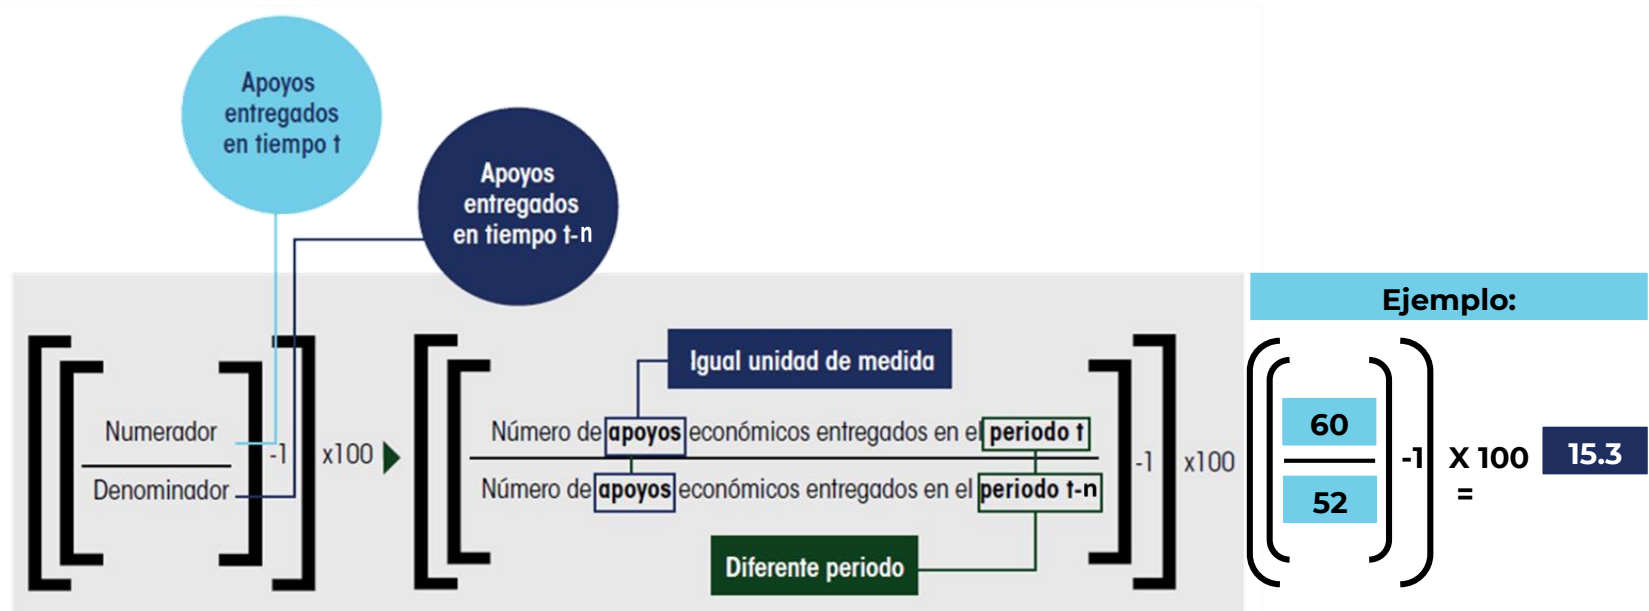 Apoyos
entregados
en tiempo t
Apoyos
entregados
en tiempo t-n
Ejemplo:
Numerador
Denominador
-1
x100
Igual unidad de medida
Número de apoyos económicos entregados en el periodo t
Número de apoyos económicos entregados en el periodo t-n
Diferente periodo
-1
x100
60
52
-1
X 100
=
15.3